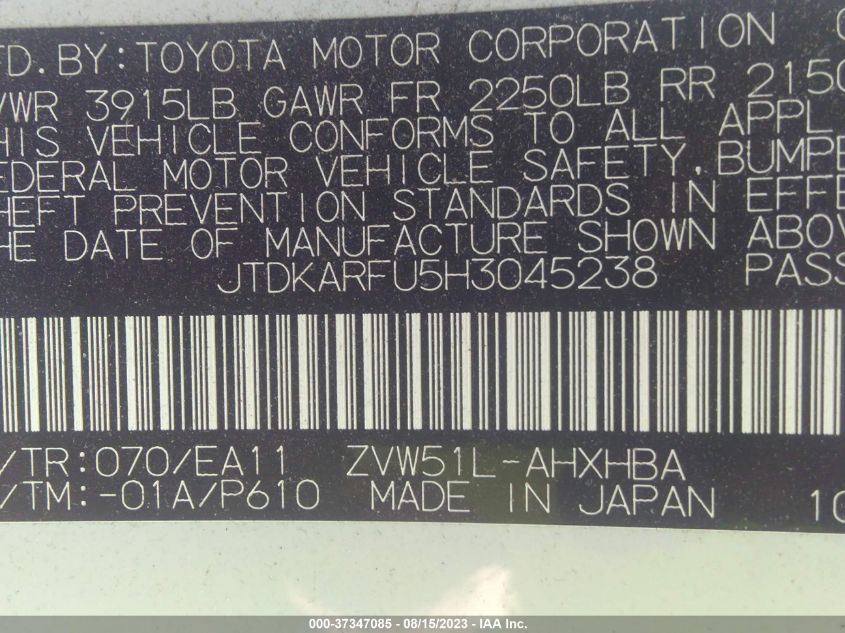 FD. BY: TOYOTA MOTOR CORPORATION
VWR 3915LB GAWR FR 2250LB RR 2150
HIS VEHICLE CONFORMS TO ALL APPL
EDERAL MOTOR VEHICLE SAFETY, BUMPE
HEFT PREVENTION STANDARDS IN EFFE
HE DATE OF MANUFACTURE SHOWN ABOV
JTDKARFU5H3045238 PASS
/TR: 070/EA11 ZVW51L-AHXHBA
/TM: -01A/P610 MADE IN JAPAN 10
000-37347085 - 08/15/2023 - IAA Inc.